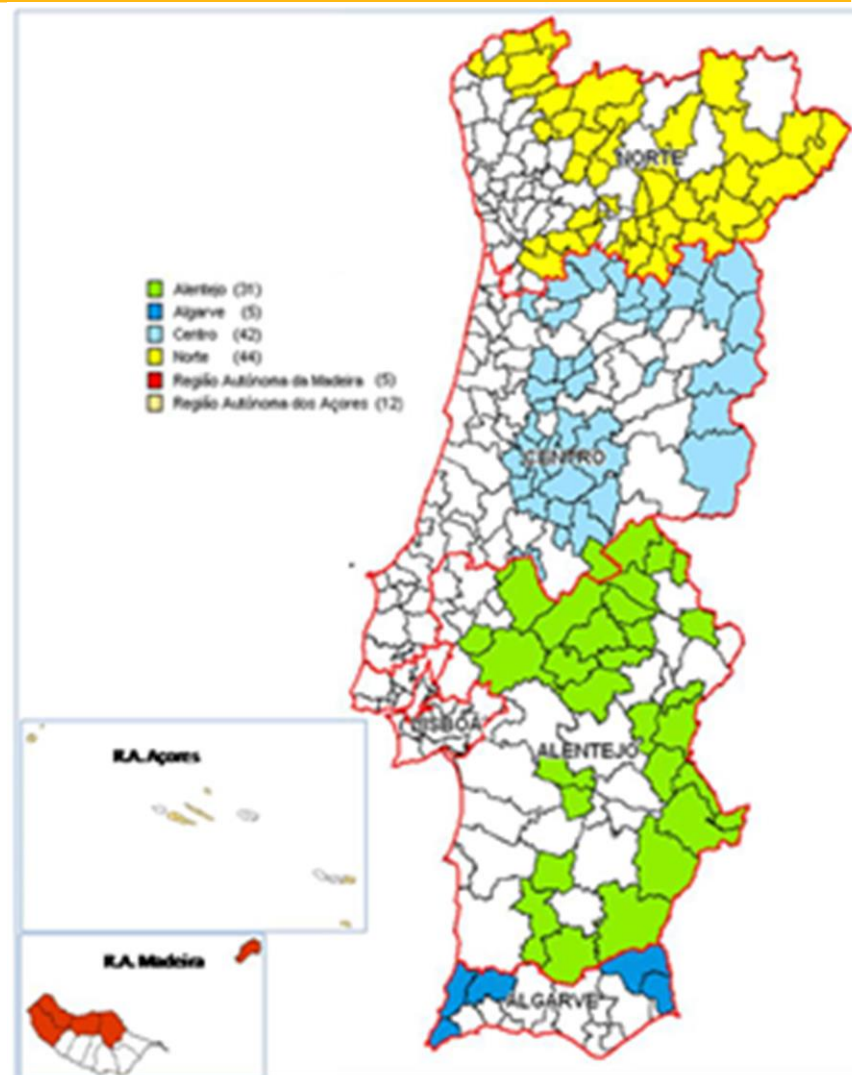 NORTE
Alentejo (31)
Algarve (5)
Centro (42)
Norte (44)
Região Autónoma da Madeira (5)
Região Autónoma dos Açores (12)
CENTRO
LISBOA
ALENTEJO
R.A. Açores
R.A. Madeira
ALGARVE